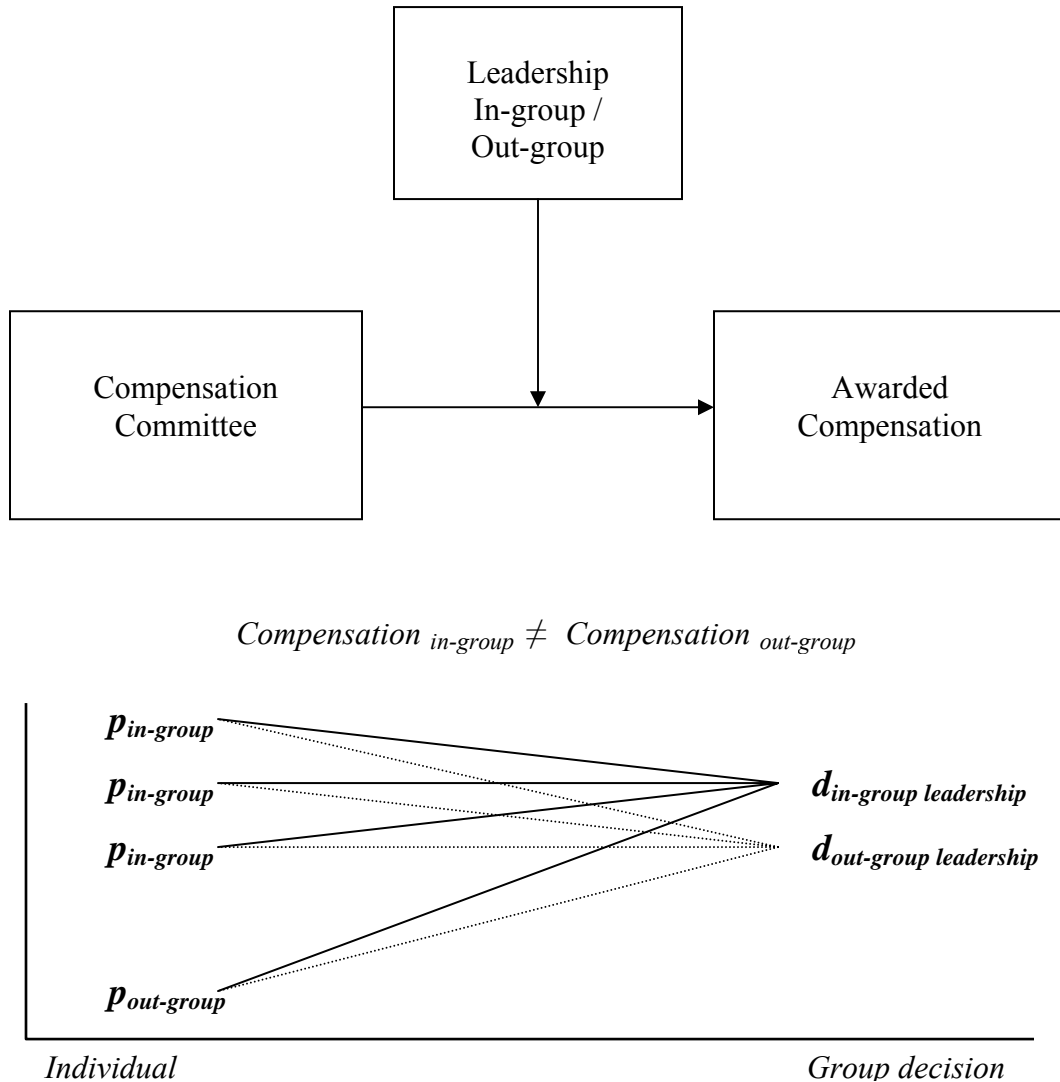 Leadership
In-group /
Out-group
Compensation
Committee
Awarded
Compensation
Compensation in-group ≠ Compensation out-group
p in-group
p in-group
d in-group leadership
p in-group
d out-group leadership
p out-group
Individual
Group decision